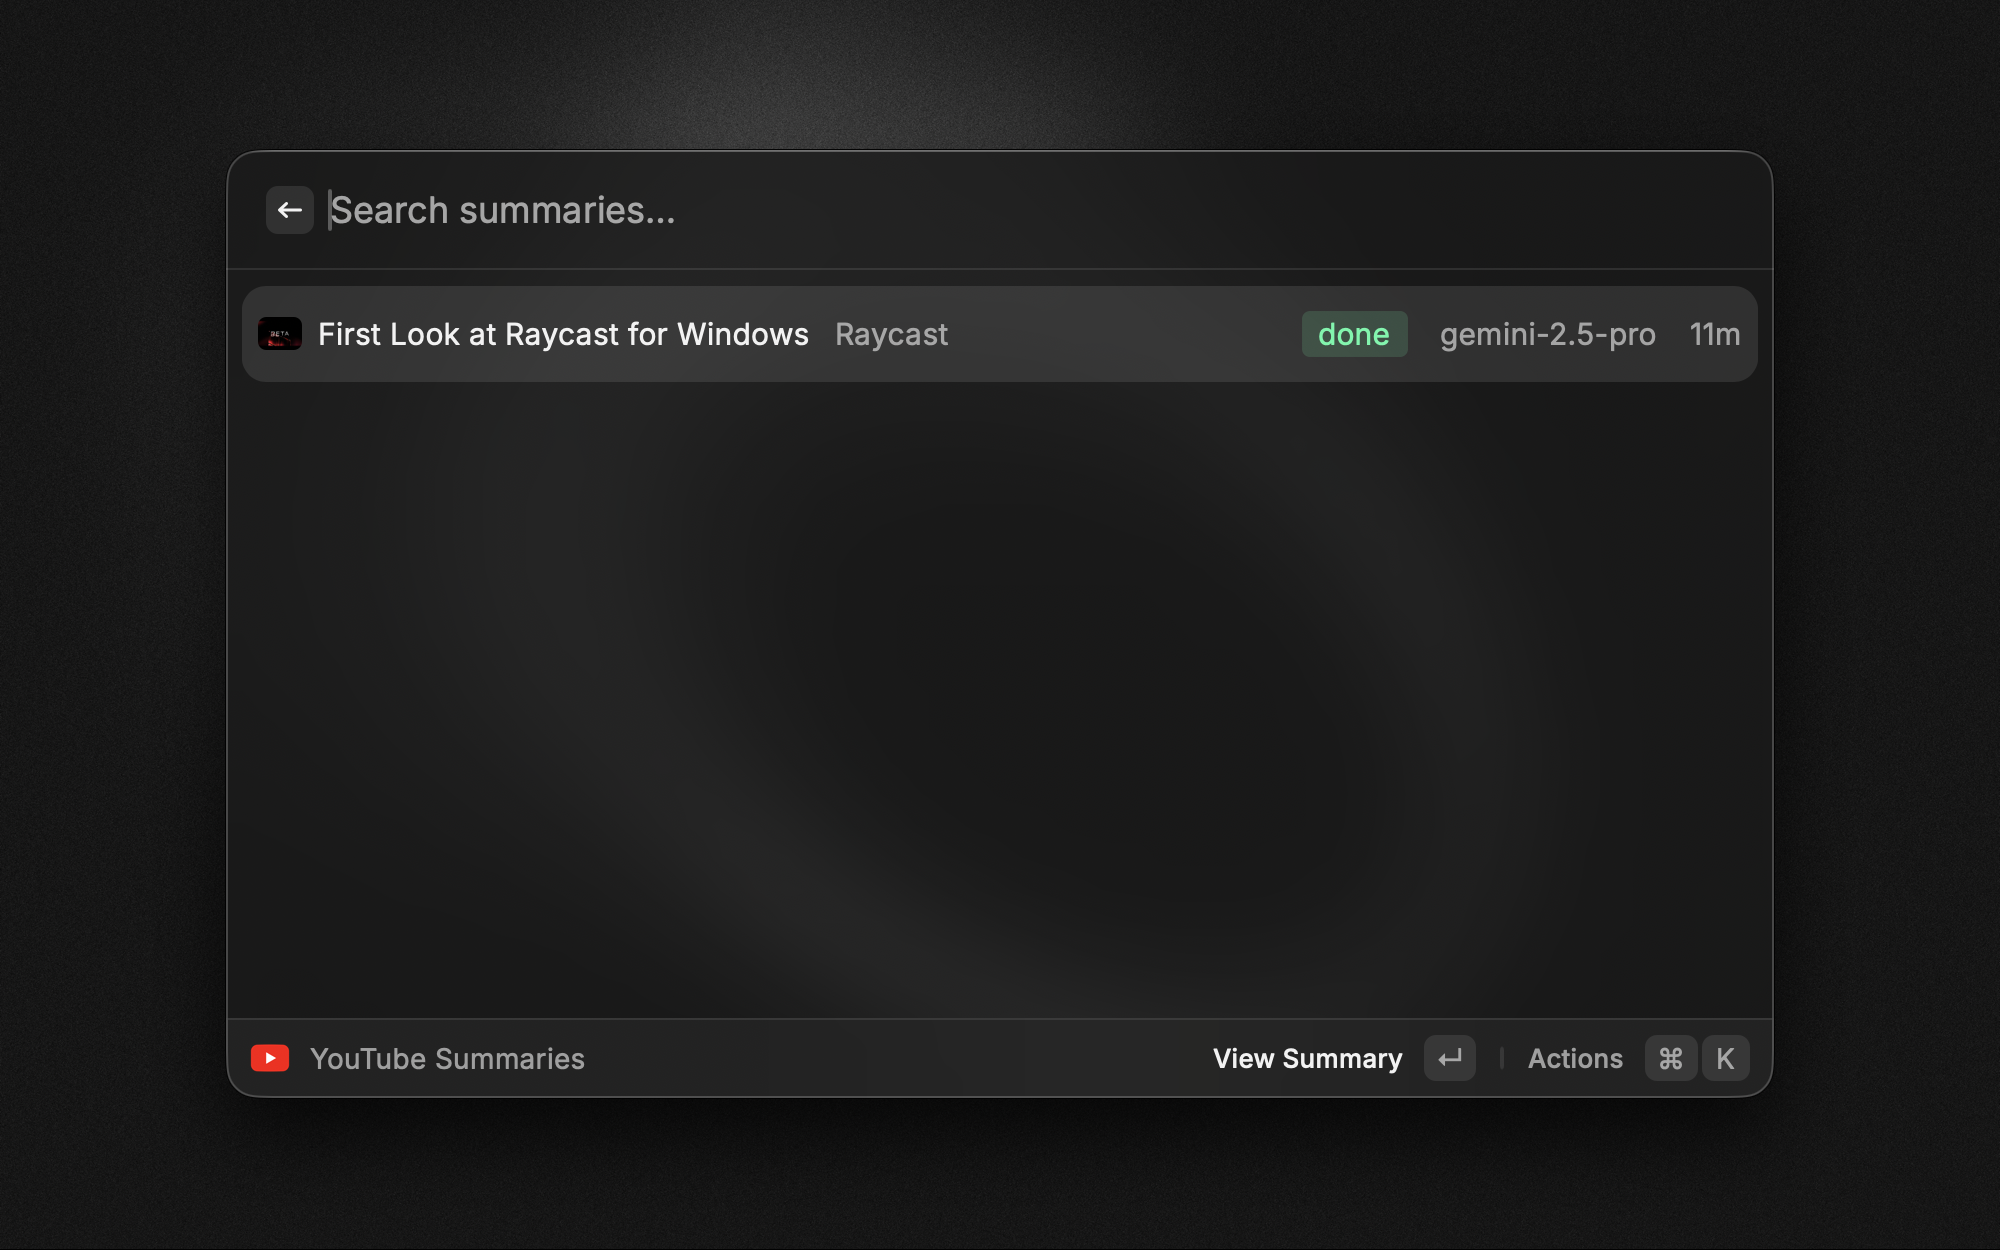 Search summaries...
BETA
First Look at Raycast for Windows Raycast done gemini-2.5-pro 11m
YouTube Summaries View Summary Actions ⌘ K